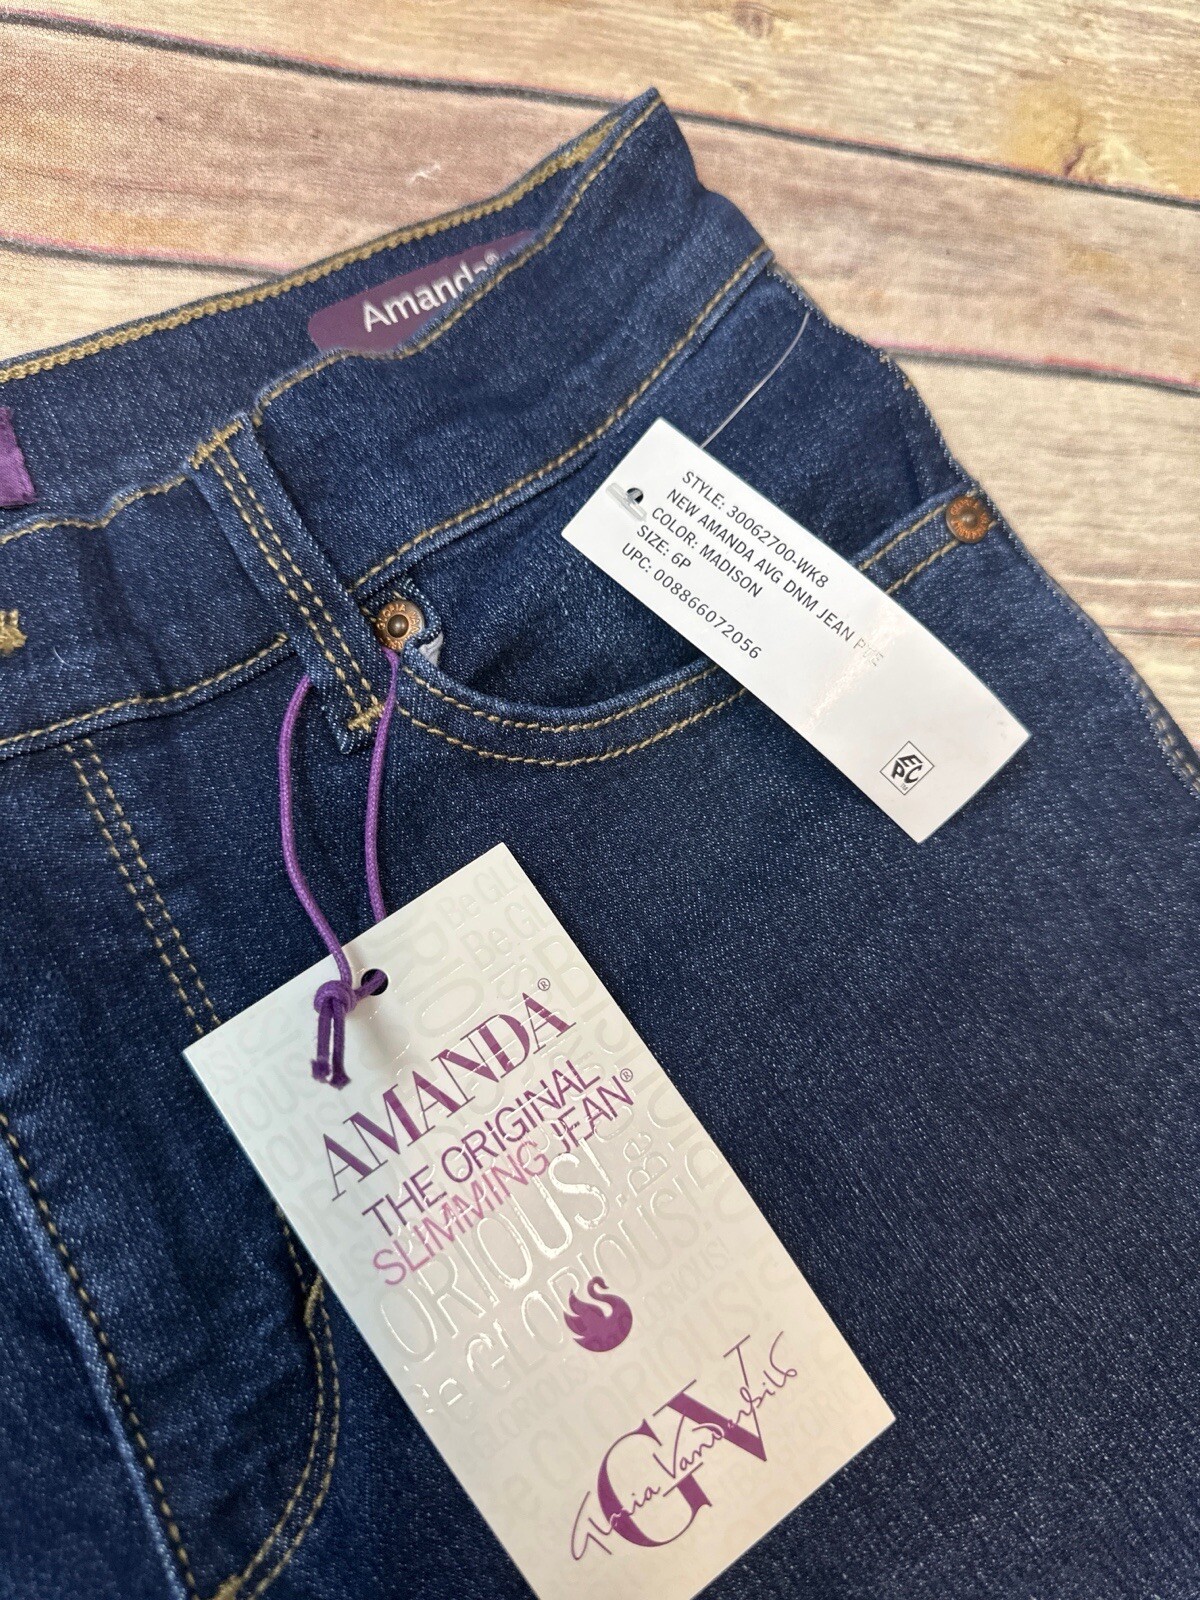 Amanda®
STYLE: 30062700-WK8
NEW AMANDA AVG DNM JEAN
COLOR: MADISON
SIZE: 6P
UPC: 008866072056
EPC
AMANDA®
THE ORIGINAL
SLIMMING JEAN®
Be GLORIOUS!
GV
Gloria Vanderbilt